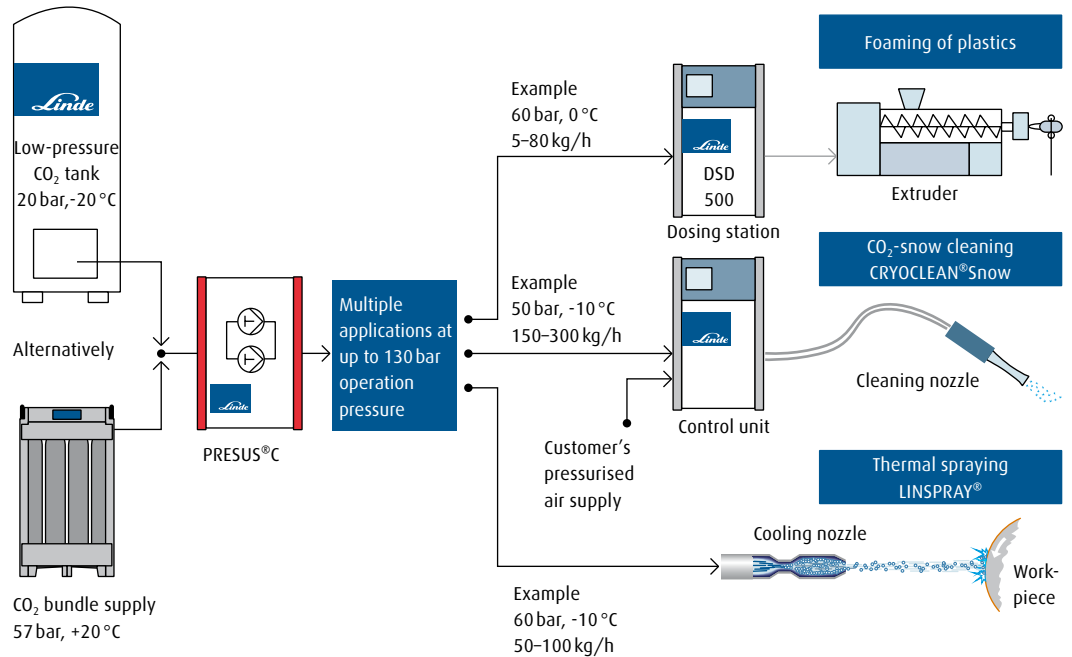 Linde
Low-pressure
CO₂ tank
20 bar,-20 °C
Alternatively
CO₂ bundle supply
57 bar, +20 °C
Linde
PRESUS®C
Multiple
applications at
up to 130 bar
operation
pressure
Example
60 bar, 0 °C
5–80 kg/h
Linde
DSD
500
Dosing station
Foaming of plastics
Extruder
Example
50 bar, -10 °C
150–300 kg/h
Linde
Control unit
Customer's
pressurised
air supply
CO₂-snow cleaning
CRYOCLEAN®Snow
Cleaning nozzle
Thermal spraying
LINSPRAY®
Cooling nozzle
Work-
piece
Example
60 bar, -10 °C
50–100 kg/h